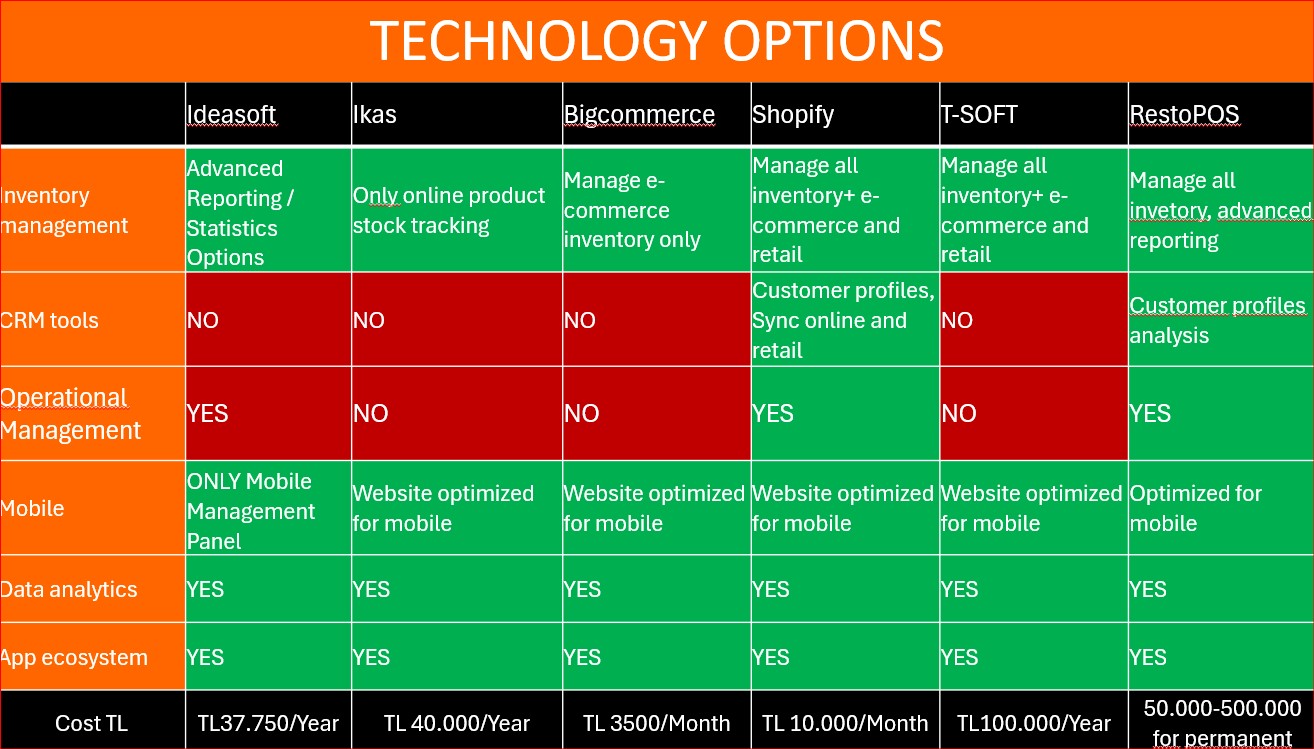 TECHNOLOGY OPTIONS
Ideasoft
Ikas
Bigcommerce
Shopify
T-SOFT
RestoPOS
Inventory
management
Advanced
Reporting /
Statistics
Options
Only online product
stock tracking
Manage e-
commerce
inventory only
Manage all
inventory+ e-
commerce and
retail
Manage all
inventory+ e-
commerce and
retail
Manage all
invetory, advanced
reporting
CRM tools
NO
NO
NO
Customer profiles,
Sync online and
retail
NO
Customer profiles
analysis
Operational
Management
YES
NO
NO
YES
NO
YES
Mobile
ONLY Mobile
Management
Panel
Website optimized
for mobile
Website optimized
for mobile
Website optimized
for mobile
Website optimized
for mobile
Optimized for
mobile
Data analytics
YES
YES
YES
YES
YES
YES
App ecosystem
YES
YES
YES
YES
YES
YES
Cost TL
TL37.750/Year
TL 40.000/Year
TL 3500/Month
TL 10.000/Month
TL100.000/Year
50.000-500.000
for permanent